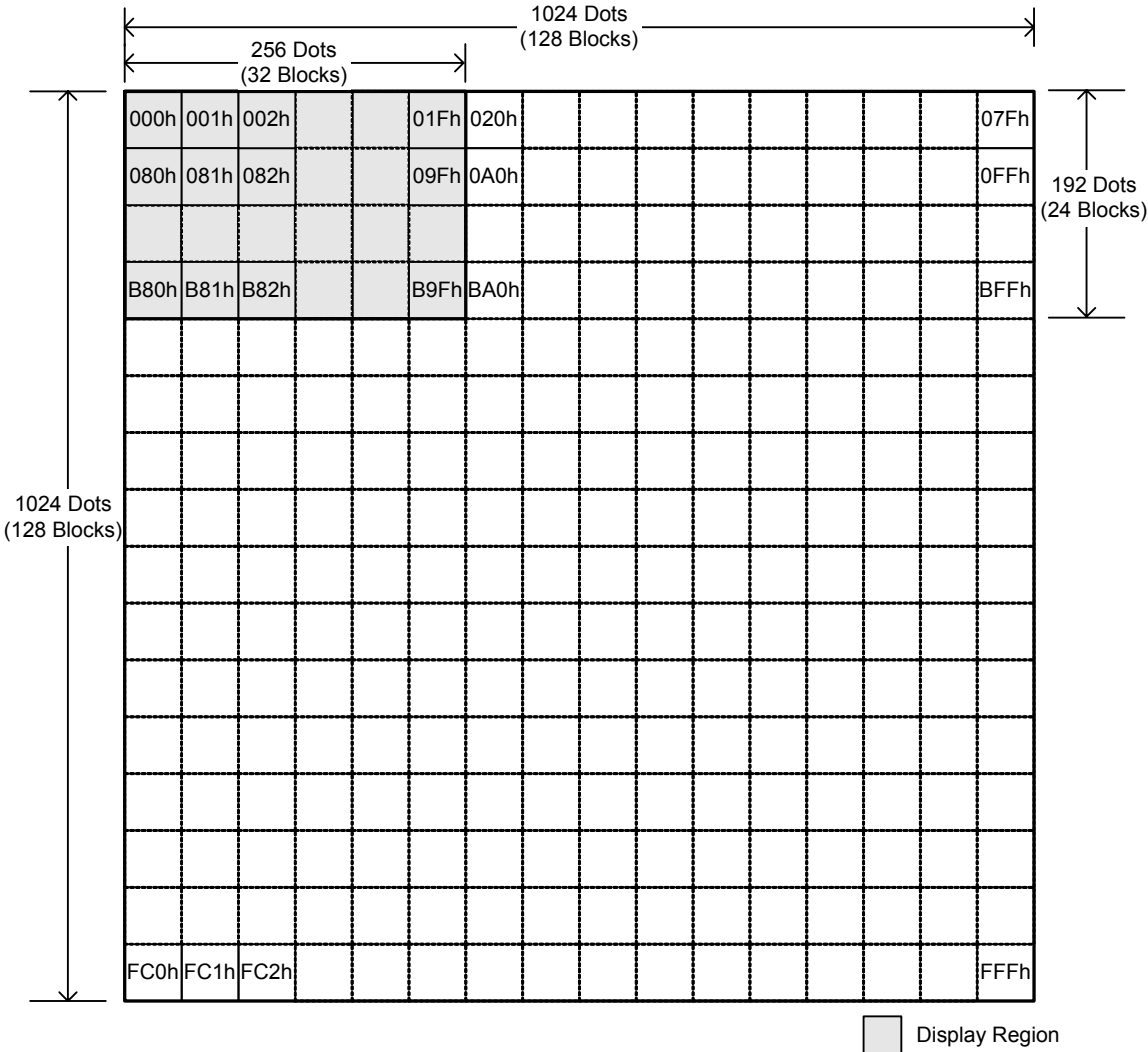 1024 Dots
(128 Blocks)
256 Dots
(32 Blocks)
000h 001h 002h 01Fh 020h 07Fh
080h 081h 082h 09Fh 0A0h 0FFh
192 Dots
(24 Blocks)
B80h B81h B82h B9Fh BA0h BFFh
1024 Dots
(128 Blocks)
FC0h FC1h FC2h FFFh
Display Region